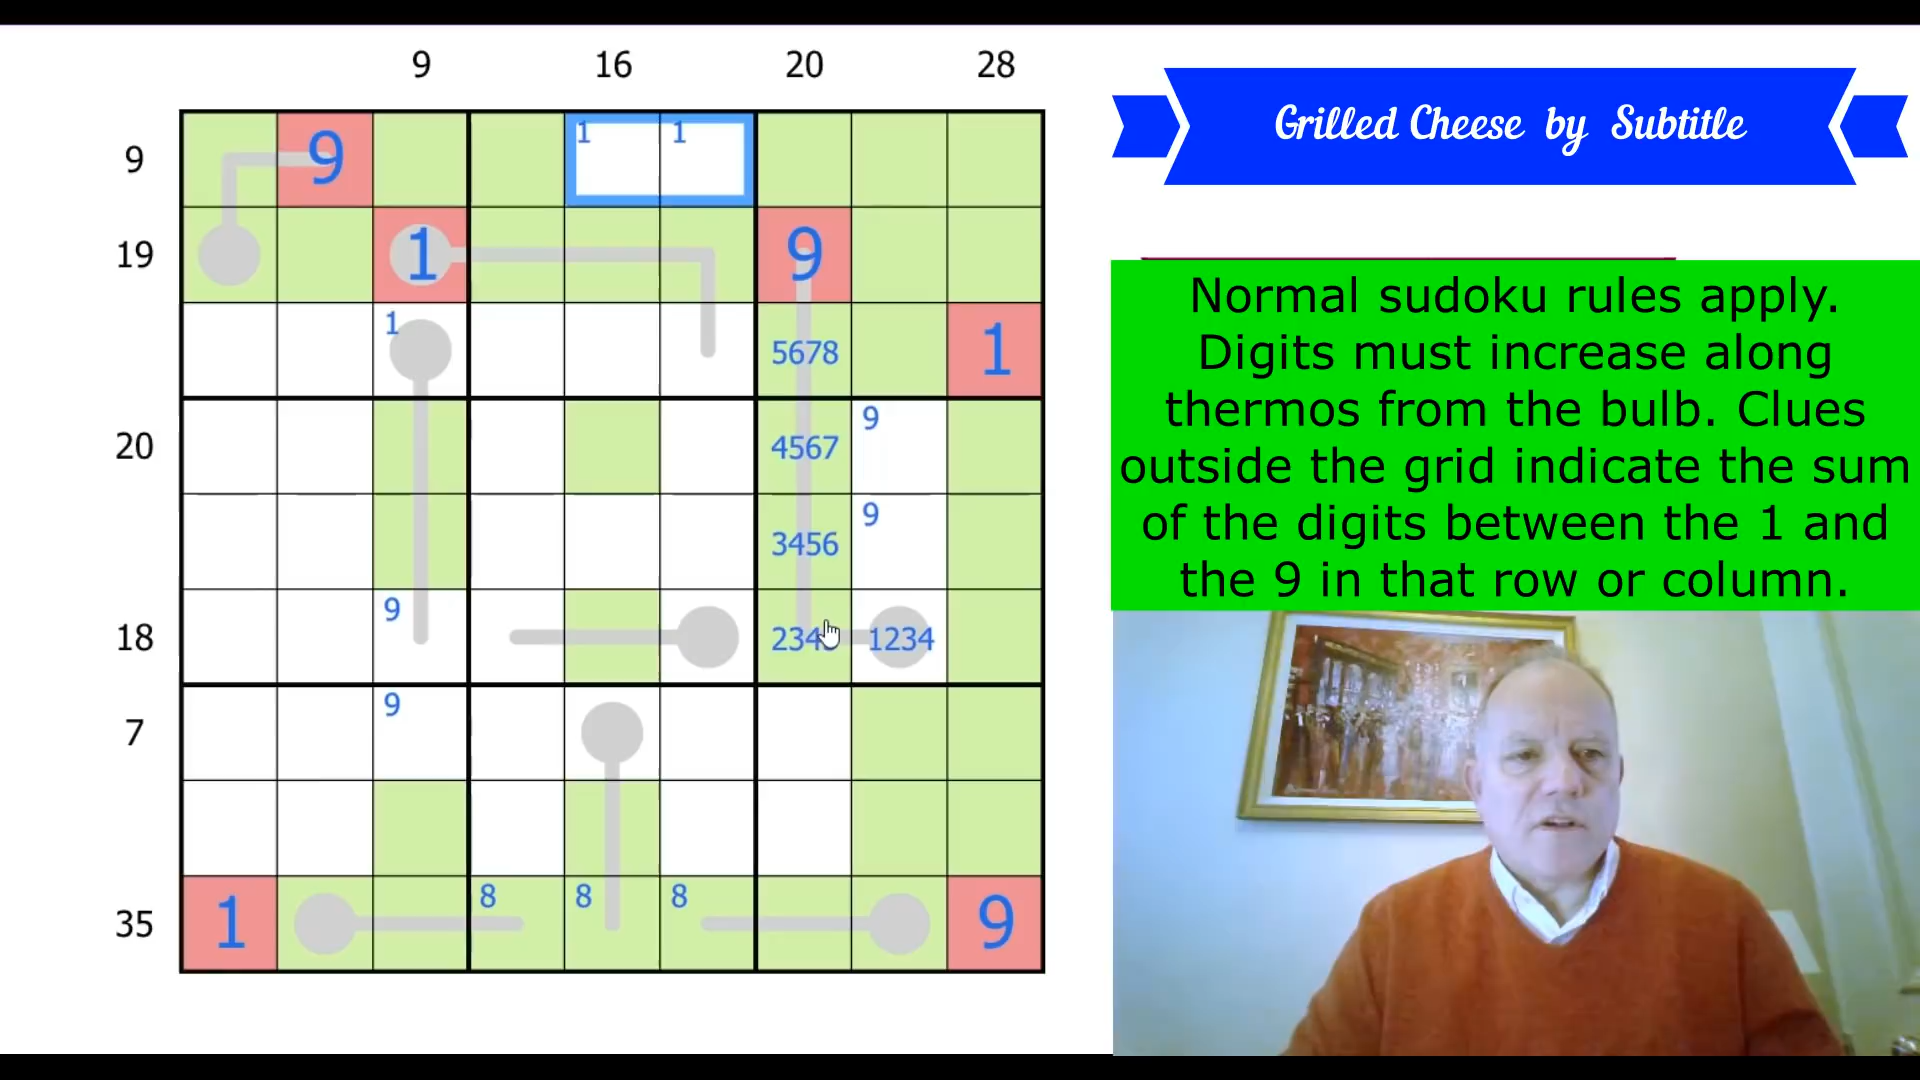 9 16 20 28
Grilled Cheese by Subtitle
9 9 1 1
19 1 9
1 5678 1
20 4567 9
3456 9
18 9 234 1234
7 9
35 1 8 8 8 9
Normal sudoku rules apply.
Digits must increase along
thermos from the bulb. Clues
outside the grid indicate the sum
of the digits between the 1 and
the 9 in that row or column.